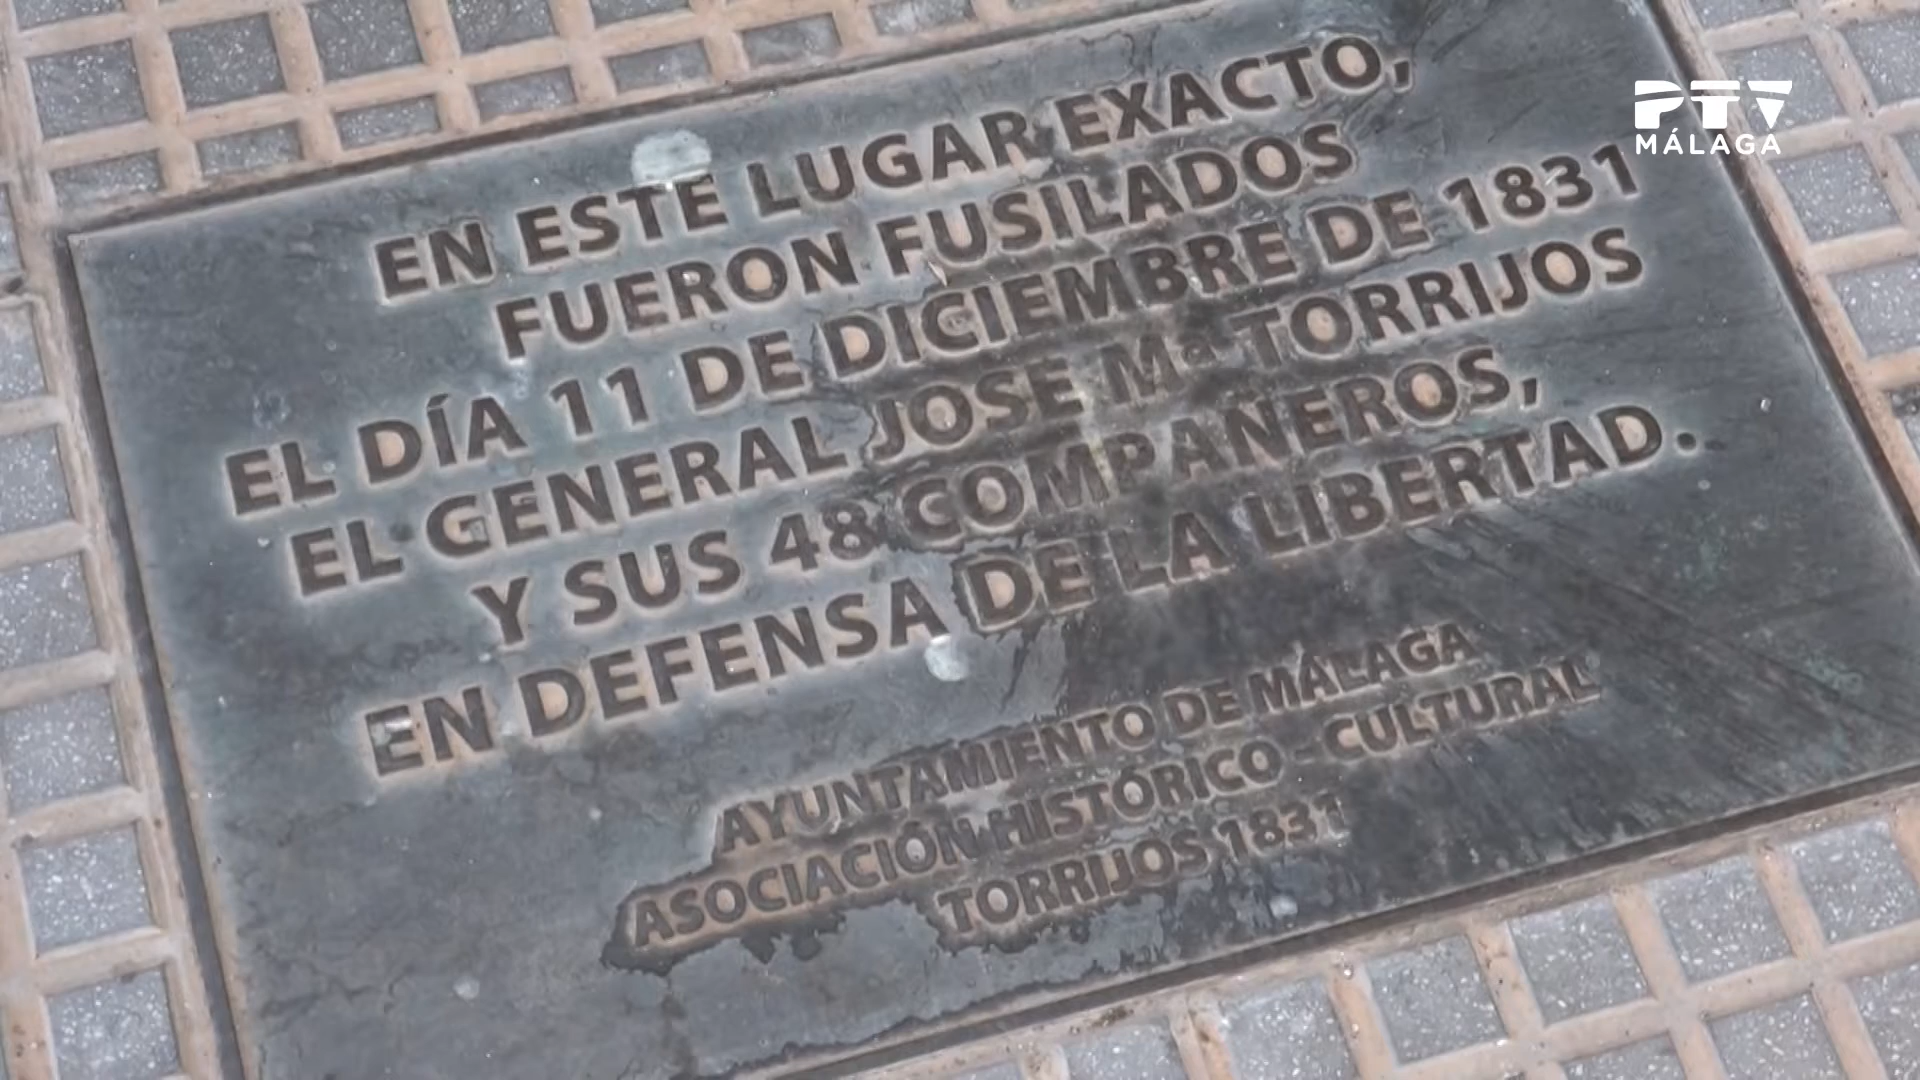 PTV
MÁLAGA
EN ESTE LUGAR EXACTO,
FUERON FUSILADOS
EL DÍA 11 DE DICIEMBRE DE 1831
EL GENERAL JOSÉ Mª TORRIJOS
Y SUS 48 COMPAÑEROS,
EN DEFENSA DE LA LIBERTAD.
AYUNTAMIENTO DE MÁLAGA
ASOCIACIÓN HISTÓRICO - CULTURAL
TORRIJOS 1831